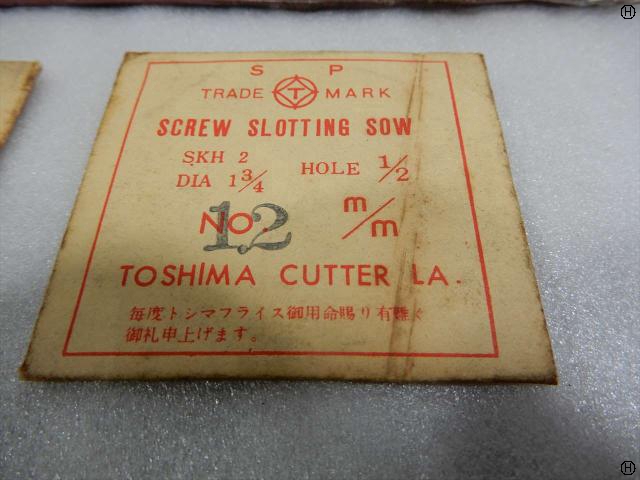 S P
TRADE T MARK
SCREW SLOTTING SOW
SKH 2 HOLE 1/2
DIA 1 3/4
NO. 1.2 m/m
TOSHIMA CUTTER LA.
毎度トシマフライス御用命賜り有難く
御礼申上げます。
H
H